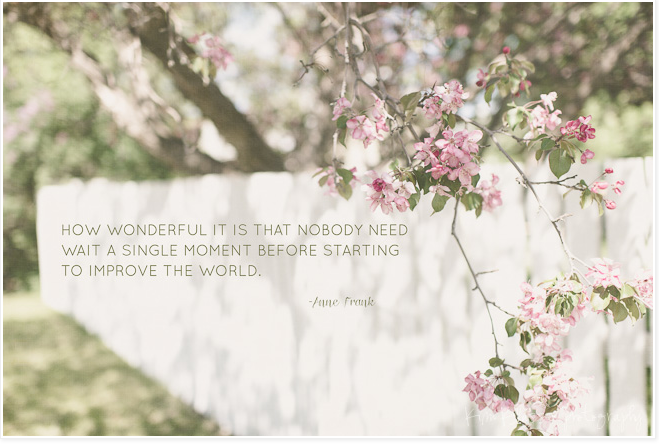 HOW WONDERFUL IT IS THAT NOBODY NEED
WAIT A SINGLE MOMENT BEFORE STARTING
TO IMPROVE THE WORLD.
-Anne Frank